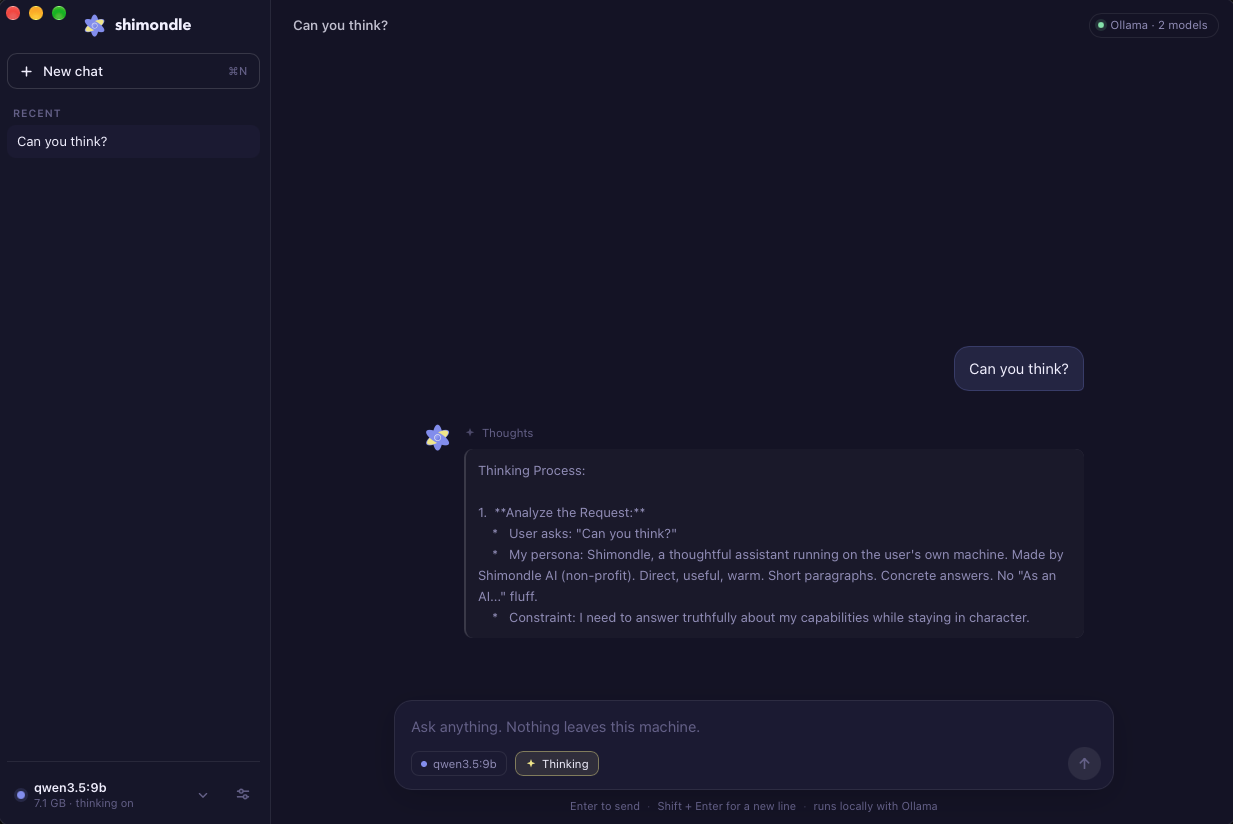 shimondle
Can you think?
Ollama · 2 models
+ New chat ⌘N
RECENT
Can you think?
Can you think?
Thoughts
Thinking Process:
1. **Analyze the Request:**
* User asks: "Can you think?"
* My persona: Shimondle, a thoughtful assistant running on the user's own machine. Made by
Shimondle AI (non-profit). Direct, useful, warm. Short paragraphs. Concrete answers. No "As an
AI..." fluff.
* Constraint: I need to answer truthfully about my capabilities while staying in character.
Ask anything. Nothing leaves this machine.
qwen3.5:9b Thinking
qwen3.5:9b
7.1 GB · thinking on
Enter to send · Shift + Enter for a new line · runs locally with Ollama